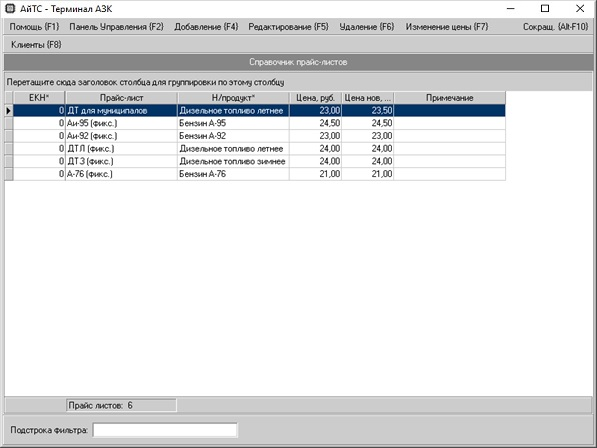 АйТС - Терминал АЗК
Помощь (F1) Панель Управления (F2) Добавление (F4) Редактирование (F5) Удаление (F6) Изменение цены (F7) Сокращ. (Alt-F10)
Клиенты (F8)
Справочник прайс-листов
Перетащите сюда заголовок столбца для группировки по этому столбцу
ЕКН* Прайс-лист Н/продукт* Цена, руб. Цена нов, ... Примечание
0 ДТ для муниципалов Дизельное топливо летнее 23,00 23,50
0 Аи-95 (фикс.) Бензин А-95 24,50 24,50
0 Аи-92 (фикс.) Бензин А-92 23,00 23,00
0 ДТ Л (фикс.) Дизельное топливо летнее 24,00 24,00
0 ДТ З (фикс.) Дизельное топливо зимнее 24,00 24,00
0 А-76 (фикс.) Бензин А-76 21,00 21,00
Прайс листов: 6
Подстрока фильтра: